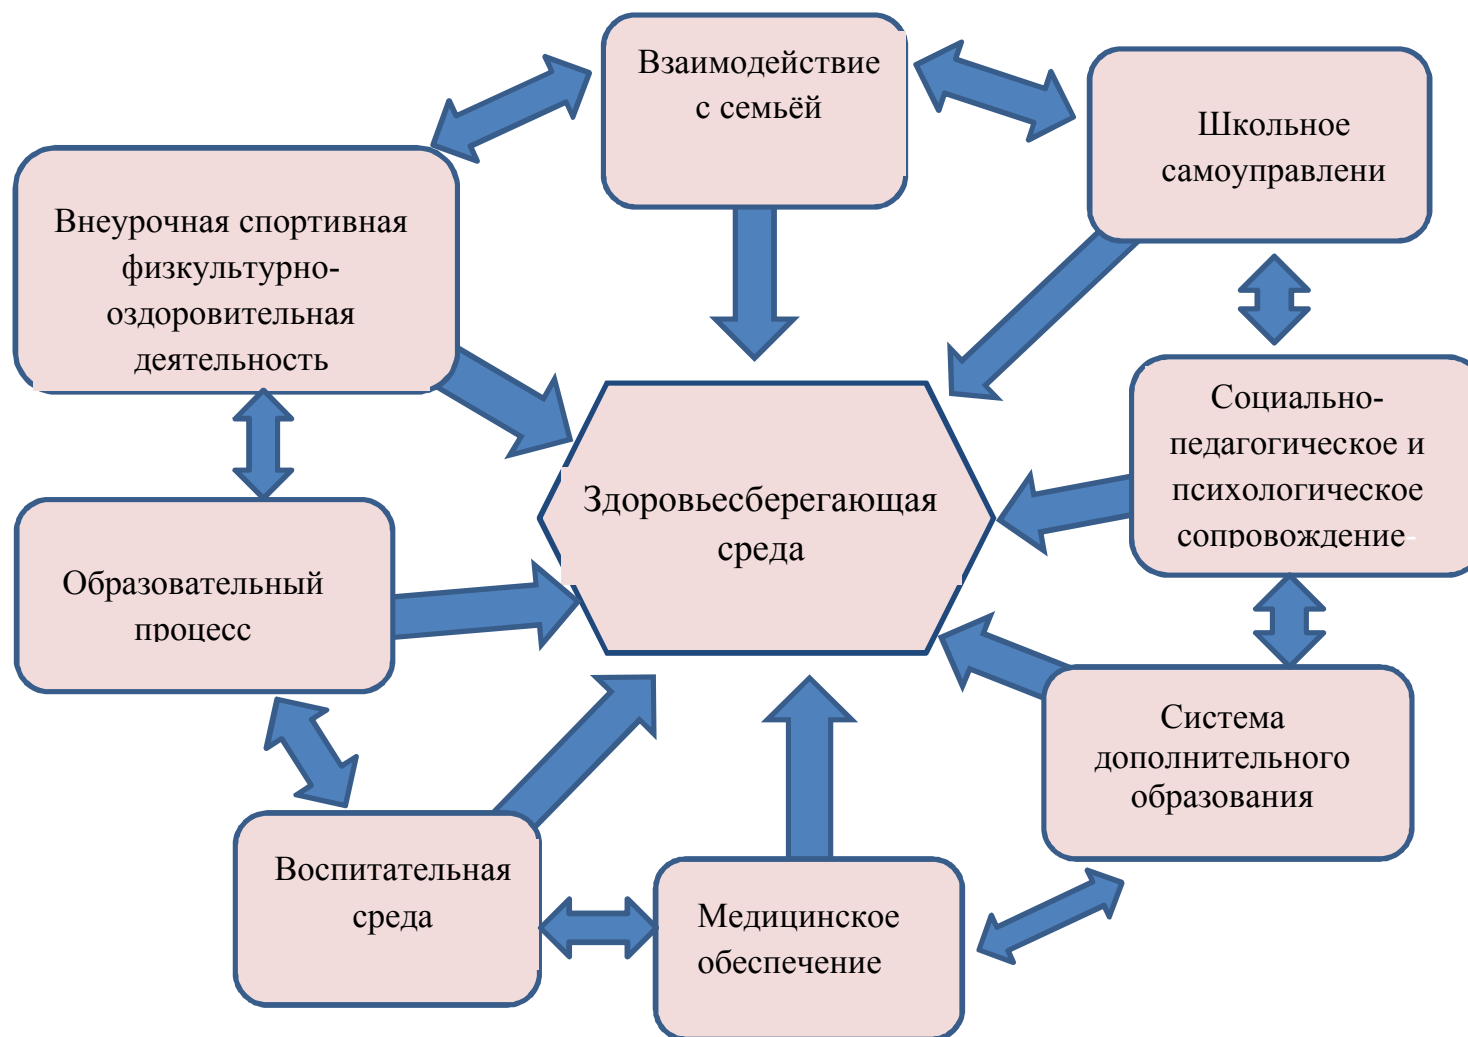 Взаимодействие
с семьёй
Школьное
самоуправлени
Внеурочная спортивная
физкультурно-
оздоровительная
деятельность
Социально-
педагогическое и
психологическое
сопровождение-
Здоровьесберегающая
среда
Образовательный
процесс
Система
дополнительного
образования
Воспитательная
среда
Медицинское
обеспечение